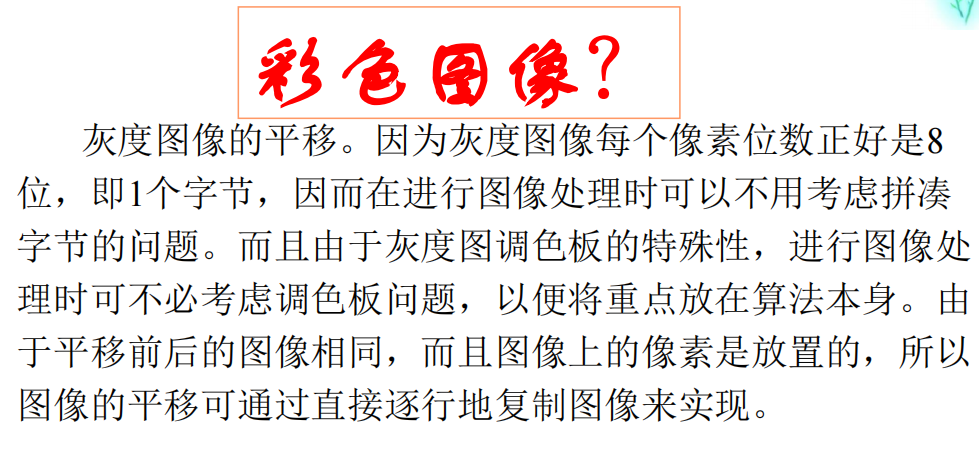 彩色图像?
灰度图像的平移。因为灰度图像每个像素位数正好是8
位，即1个字节，因而在进行图像处理时可以不用考虑拼凑
字节的问题。而且由于灰度图调色板的特殊性，进行图像处
理时可不必考虑调色板问题，以便将重点放在算法本身。由
于平移前后的图像相同，而且图像上的像素是放置的，所以
图像的平移可通过直接逐行地复制图像来实现。